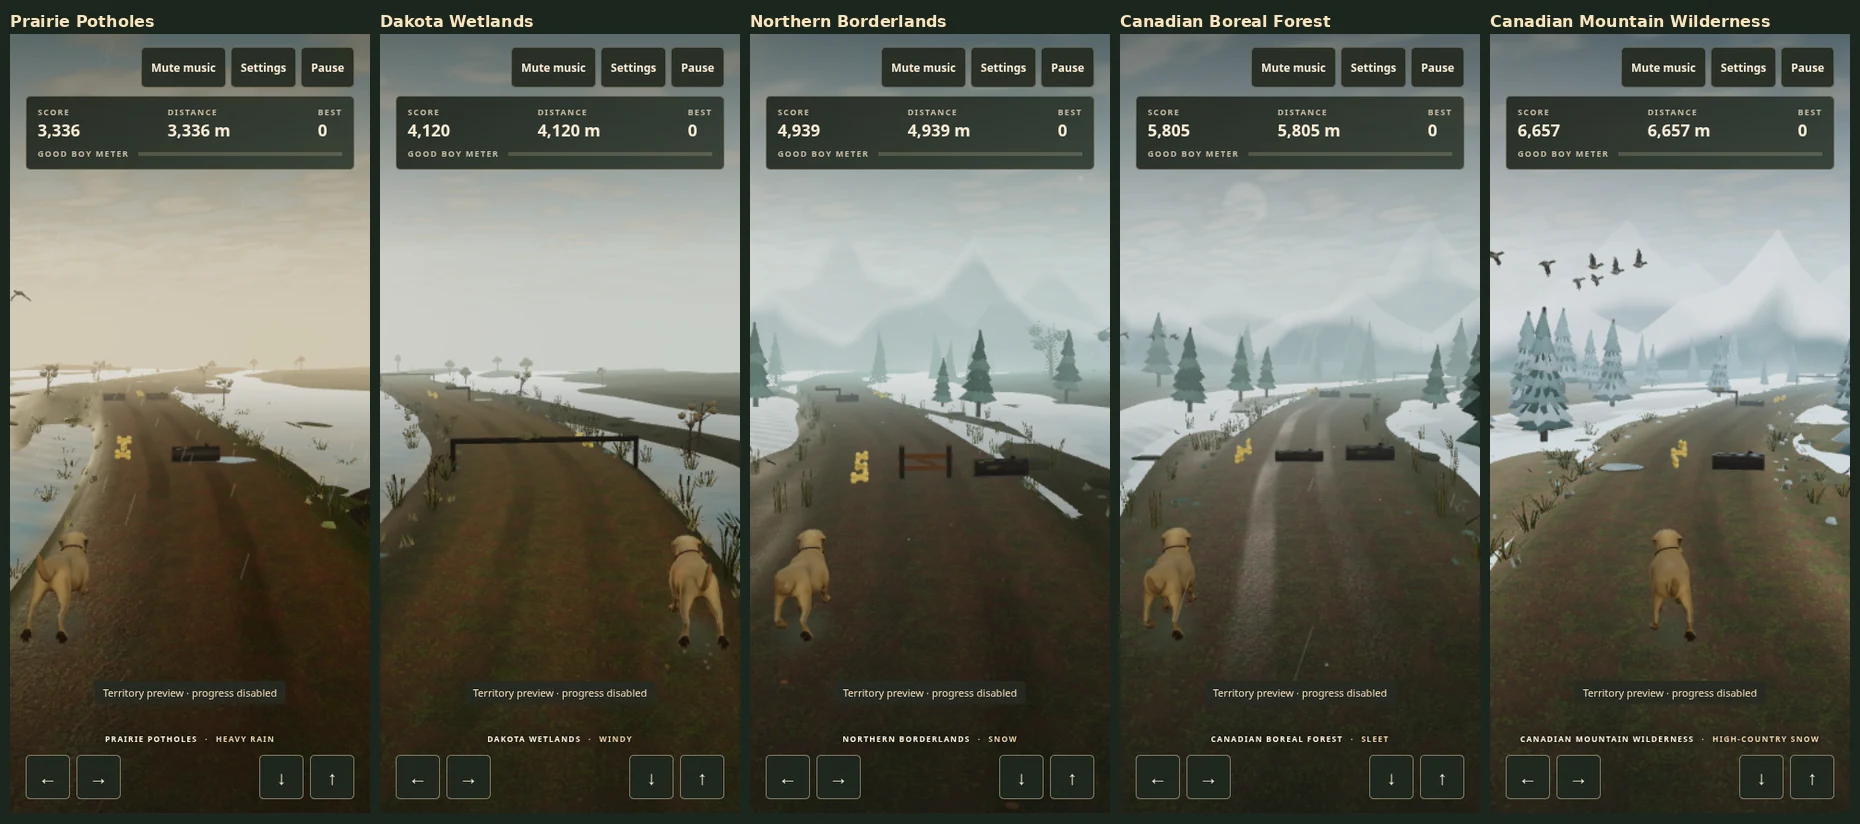 Prairie Potholes
Mute music
Settings
Pause
SCORE
DISTANCE
BEST
3,336
3,336 m
0
GOOD BOY METER
Territory preview · progress disabled
PRAIRIE POTHOLES · HEAVY RAIN
← → ↓ ↑
Dakota Wetlands
Mute music
Settings
Pause
SCORE
DISTANCE
BEST
4,120
4,120 m
0
GOOD BOY METER
Territory preview · progress disabled
DAKOTA WETLANDS · WINDY
← → ↓ ↑
Northern Borderlands
Mute music
Settings
Pause
SCORE
DISTANCE
BEST
4,939
4,939 m
0
GOOD BOY METER
Territory preview · progress disabled
NORTHERN BORDERLANDS · SNOW
← → ↓ ↑
Canadian Boreal Forest
Mute music
Settings
Pause
SCORE
DISTANCE
BEST
5,805
5,805 m
0
GOOD BOY METER
Territory preview · progress disabled
CANADIAN BOREAL FOREST · SLEET
← → ↓ ↑
Canadian Mountain Wilderness
Mute music
Settings
Pause
SCORE
DISTANCE
BEST
6,657
6,657 m
0
GOOD BOY METER
Territory preview · progress disabled
CANADIAN MOUNTAIN WILDERNESS · HIGH-COUNTRY SNOW
← → ↓ ↑